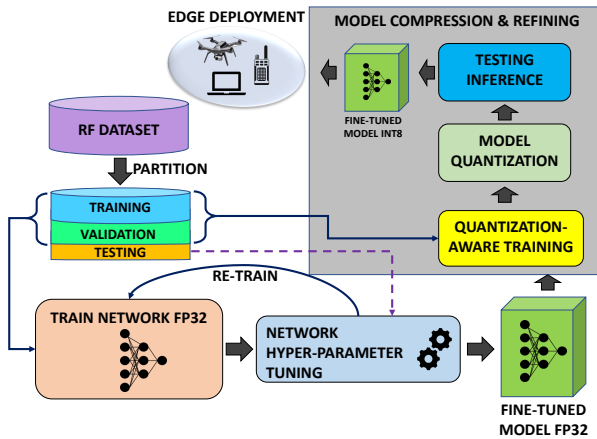 EDGE DEPLOYMENT
MODEL COMPRESSION & REFINING
RF DATASET
PARTITION
TRAINING
VALIDATION
TESTING
FINE-TUNED
MODEL INT8
TESTING
INFERENCE
MODEL
QUANTIZATION
QUANTIZATION-
AWARE TRAINING
RE-TRAIN
TRAIN NETWORK FP32
NETWORK
HYPER-PARAMETER
TUNING
FINE-TUNED
MODEL FP32